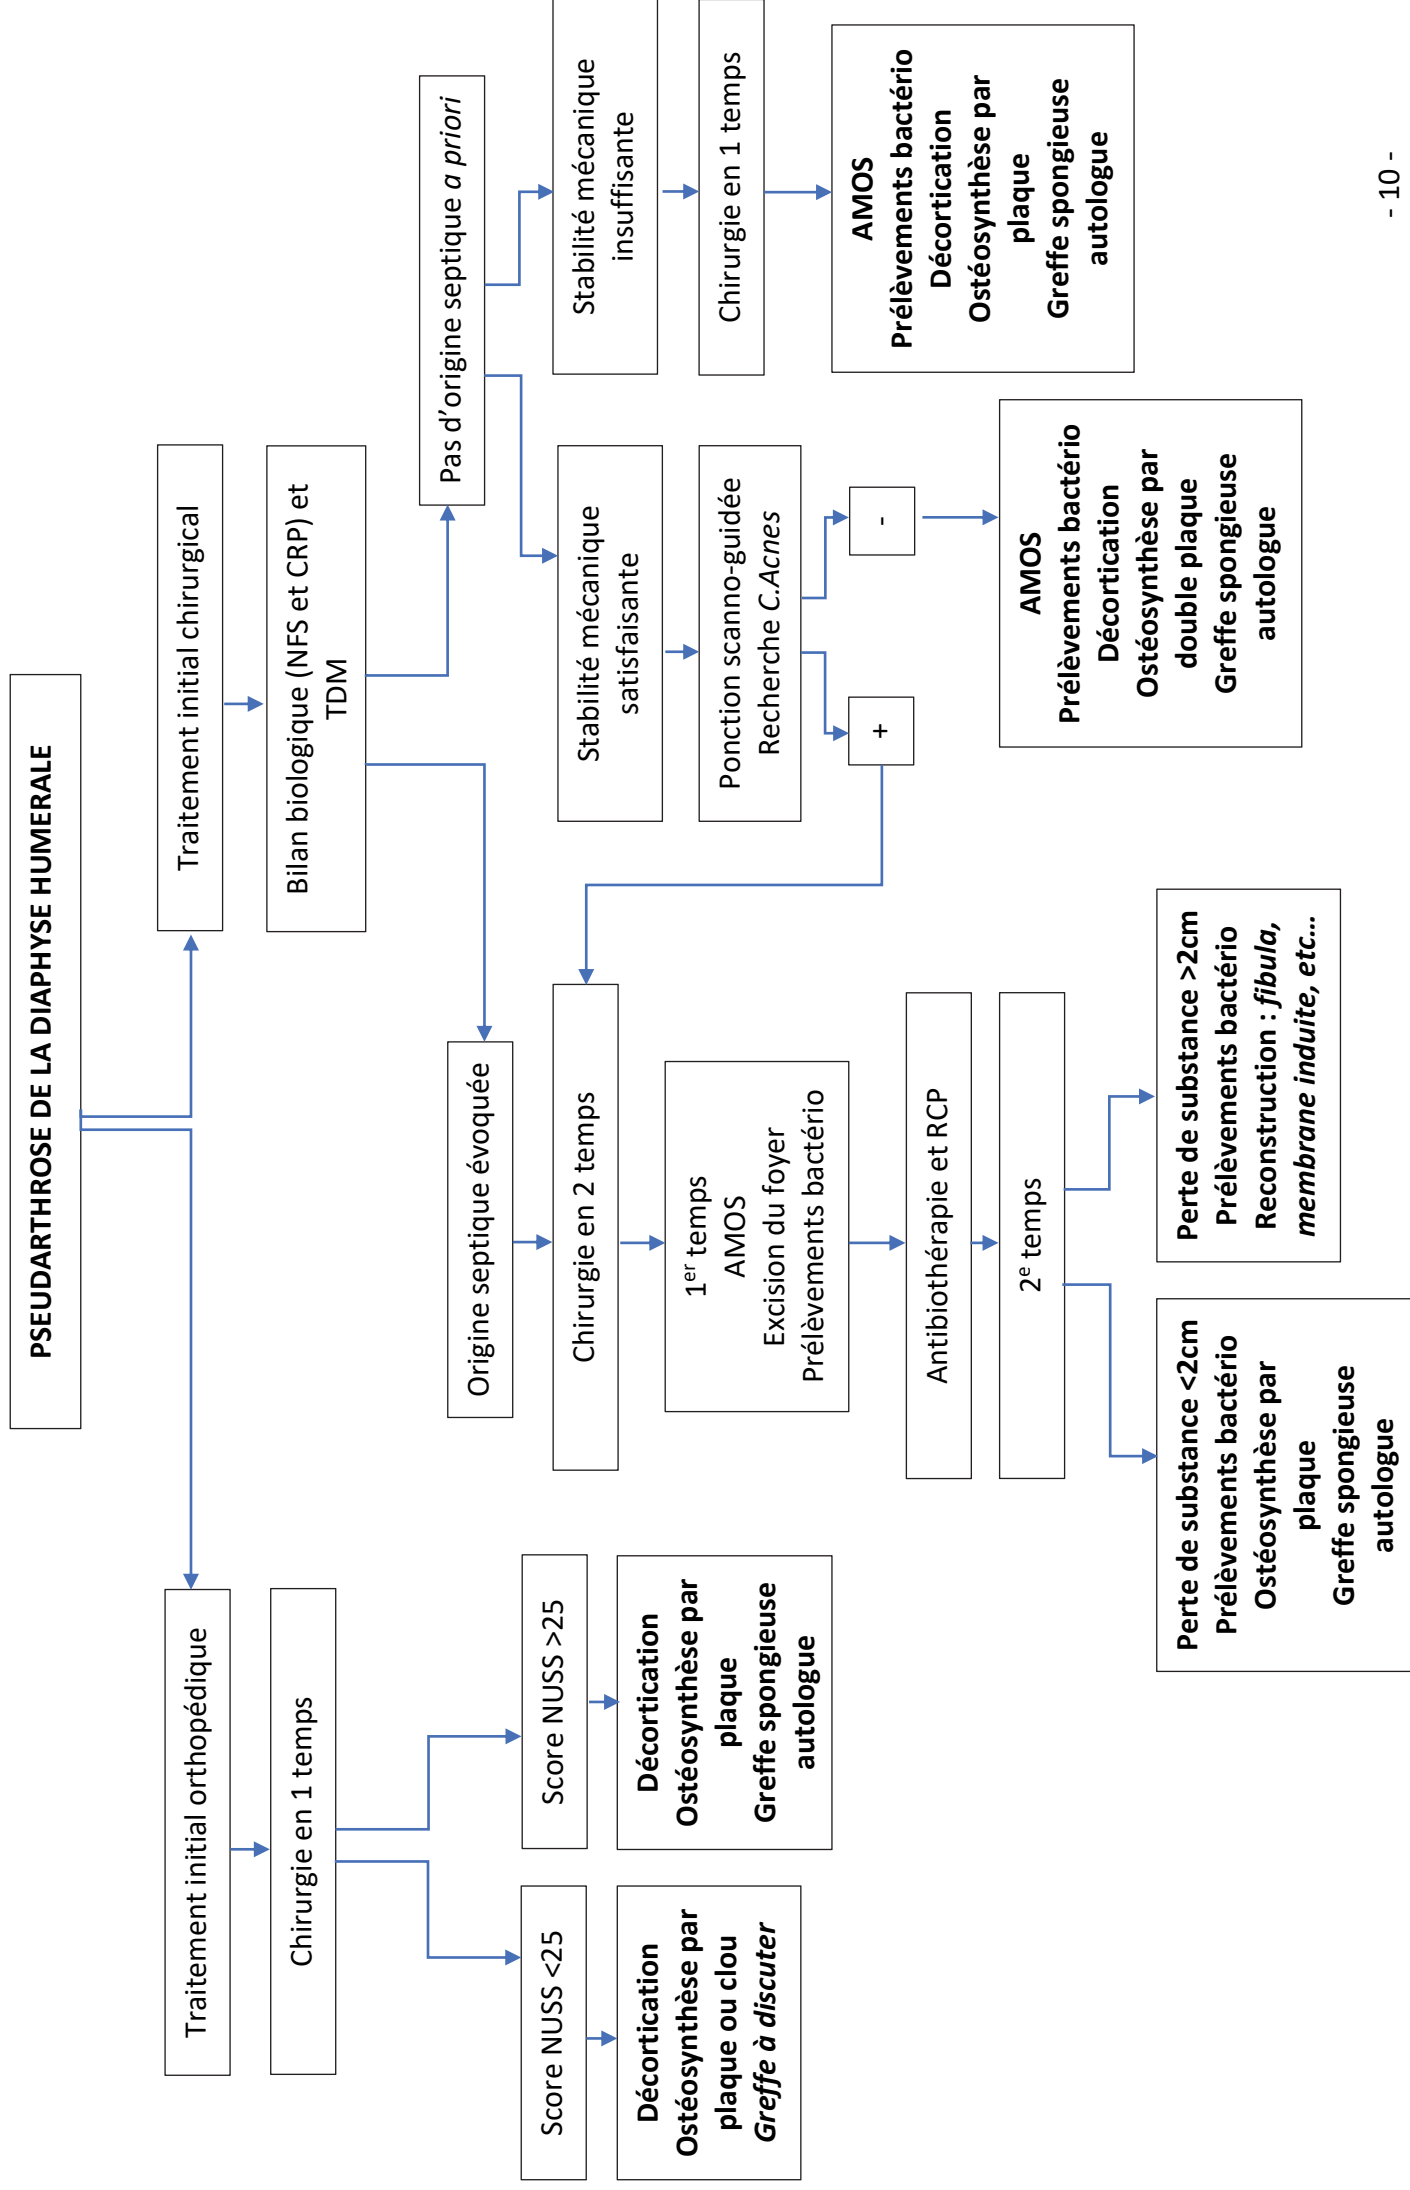 PSEUDARTHROSE DE LA DIAPHYSE HUMERALE
Traitement initial orthopédique
Chirurgie en 1 temps
Score NUSS <25
Décortication
Ostéosynthèse par
plaque ou clou
Greffe à discuter
Score NUSS >25
Décortication
Ostéosynthèse par
plaque
Greffe spongieuse
autologue
Traitement initial chirurgical
Bilan biologique (NFS et CRP) et
TDM
Origine septique évoquée
Chirurgie en 2 temps
1er temps
AMOS
Excision du foyer
Prélèvements bactério
Antibiothérapie et RCP
2e temps
Perte de substance <2cm
Prélèvements bactério
Ostéosynthèse par
plaque
Greffe spongieuse
autologue
Perte de substance >2cm
Prélèvements bactério
Reconstruction : fibula,
membrane induite, etc...
Pas d’origine septique a priori
Stabilité mécanique
satisfaisante
Ponction scanno-guidée
Recherche C.Acnes
+
-
AMOS
Prélèvements bactério
Décortication
Ostéosynthèse par
double plaque
Greffe spongieuse
autologue
Stabilité mécanique
insuffisante
Chirurgie en 1 temps
AMOS
Prélèvements bactério
Décortication
Ostéosynthèse par
plaque
Greffe spongieuse
autologue
- 10 -